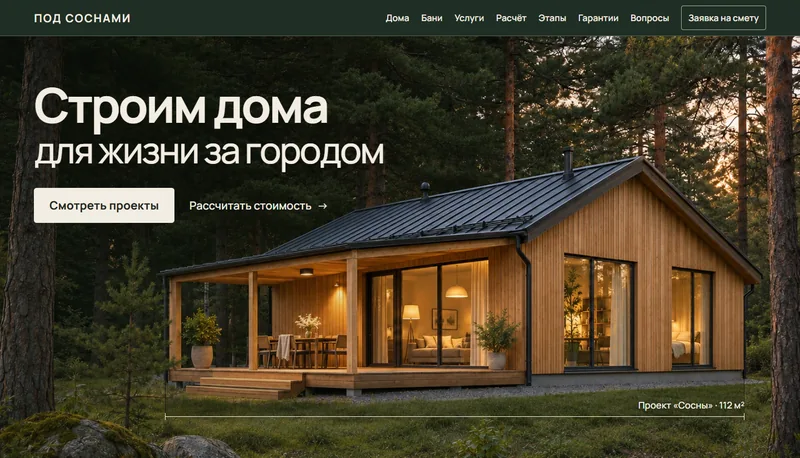 ПОД СОСНАМИ
Дома Бани Услуги Расчёт Этапы Гарантии Вопросы Заявка на смету
Строим дома
для жизни за городом
Смотреть проекты Рассчитать стоимость →
Проект «Сосны» · 112 м²